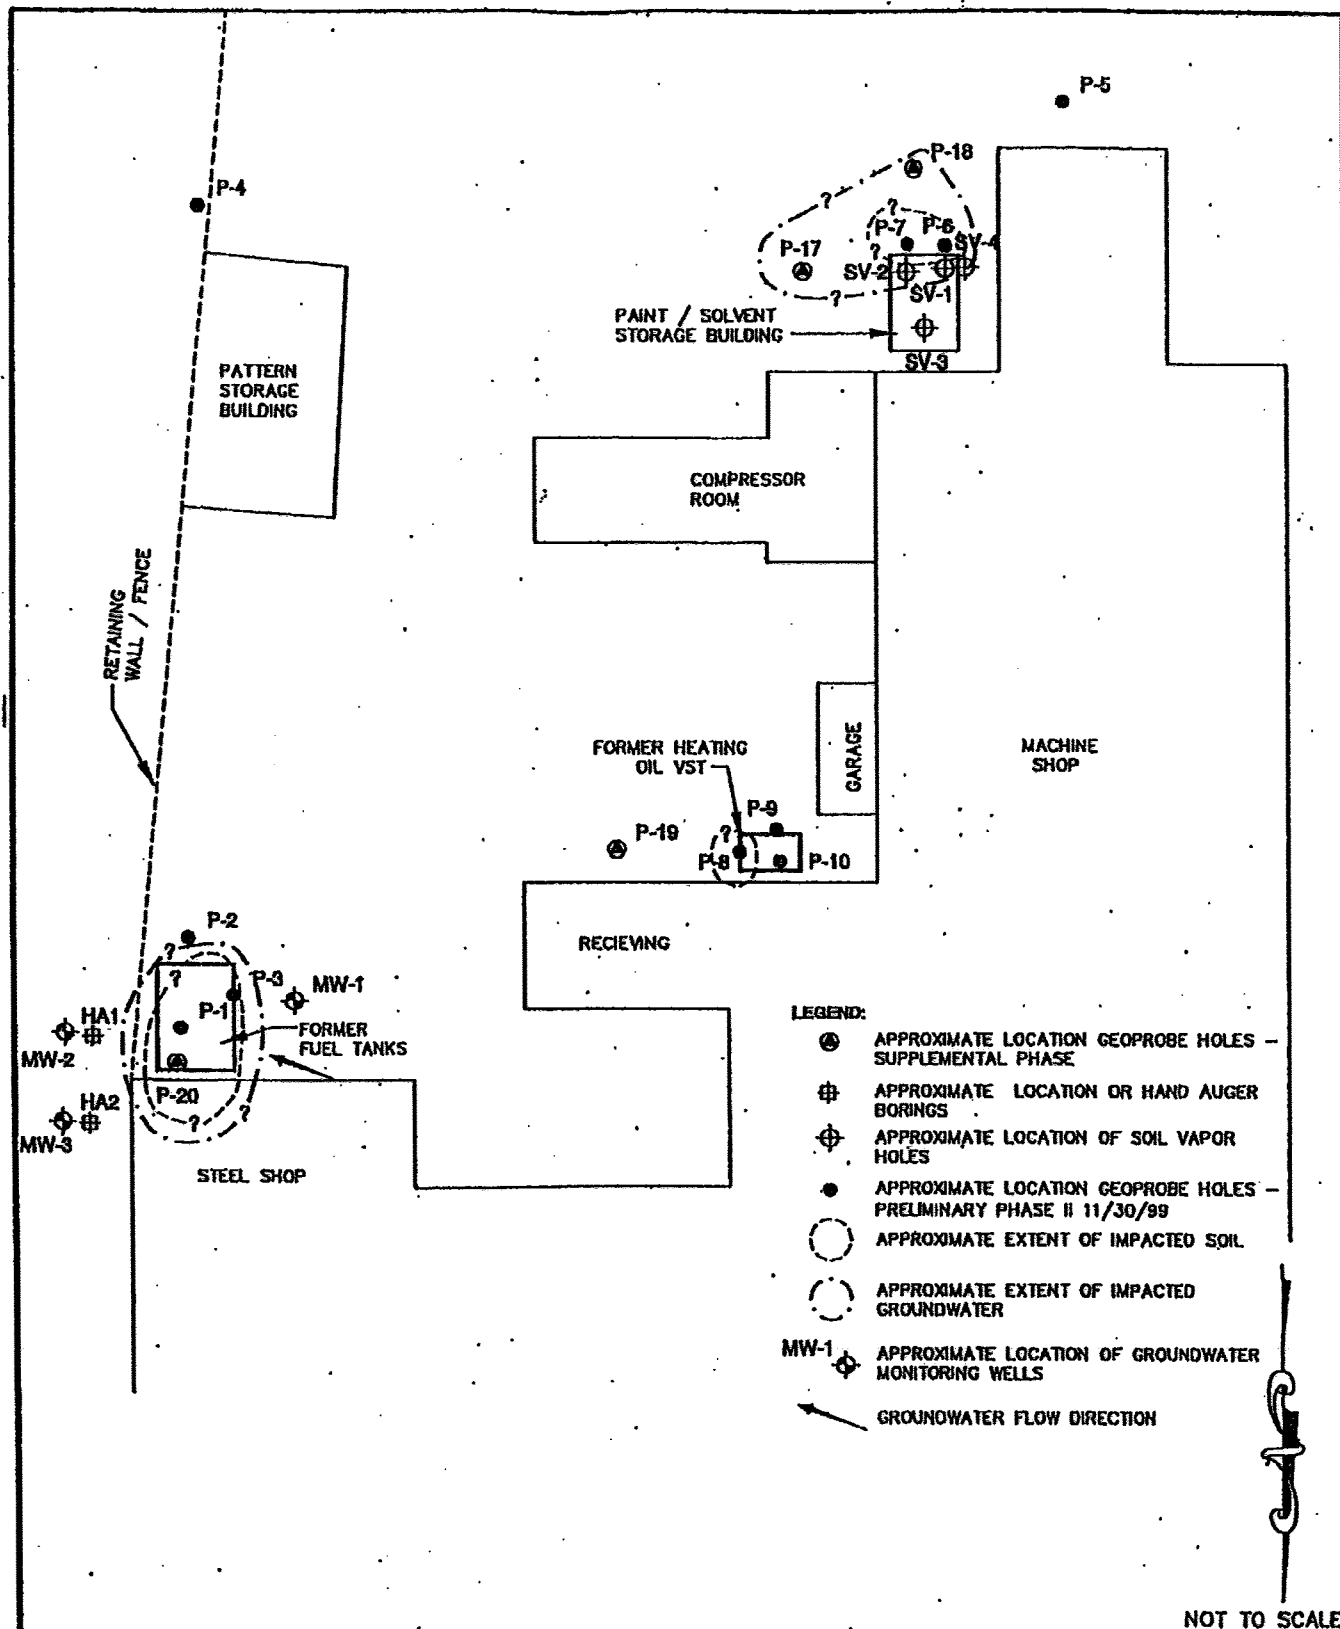 P-5
P-18
P-4
?
?
P-7
P-6
SV-4
P-17
?
SV-2
SV-1
?
PAINT / SOLVENT
STORAGE BUILDING
SV-3
PATTERN
STORAGE
BUILDING
COMPRESSOR
ROOM
RETAINING
WALL / FENCE
FORMER HEATING
OIL VST
GARAGE
MACHINE
SHOP
P-9
P-19
?
P-8
P-10
P-2
RECIEVING
?
?
P-3
MW-1
HA1
P-1
FORMER
FUEL TANKS
MW-2
P-20
HA2
?
?
MW-3
STEEL SHOP
LEGEND:
APPROXIMATE LOCATION GEOPROBE HOLES -
SUPPLEMENTAL PHASE
APPROXIMATE LOCATION OR HAND AUGER
BORINGS
APPROXIMATE LOCATION OF SOIL VAPOR
HOLES
APPROXIMATE LOCATION GEOPROBE HOLES -
PRELIMINARY PHASE II 11/30/99
APPROXIMATE EXTENT OF IMPACTED SOIL
APPROXIMATE EXTENT OF IMPACTED
GROUNDWATER
MW-1
APPROXIMATE LOCATION OF GROUNDWATER
MONITORING WELLS
GROUNDWATER FLOW DIRECTION
NOT TO SCALE